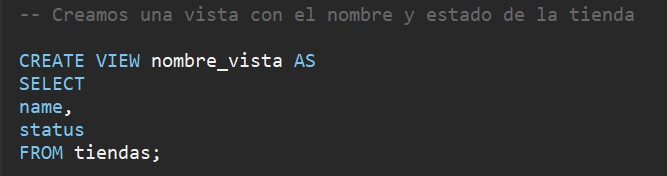 -- Creamos una vista con el nombre y estado de la tienda
CREATE VIEW nombre_vista AS
SELECT
name,
status
FROM tiendas;